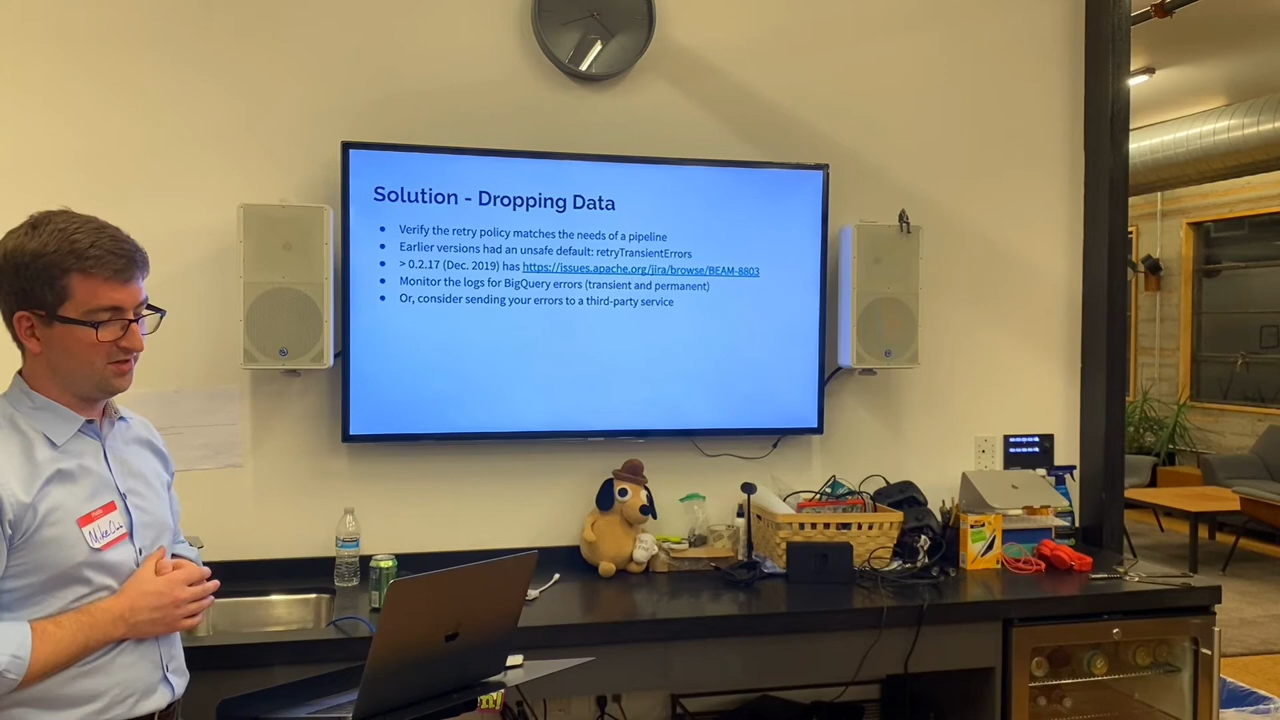 Solution - Dropping Data
● Verify the retry policy matches the needs of a pipeline
● Earlier versions had an unsafe default: retryTransientErrors
● > 0.2.17 (Dec. 2019) has https://issues.apache.org/jira/browse/BEAM-8803
● Monitor the logs for BigQuery errors (transient and permanent)
● Or, consider sending your errors to a third-party service
Mike